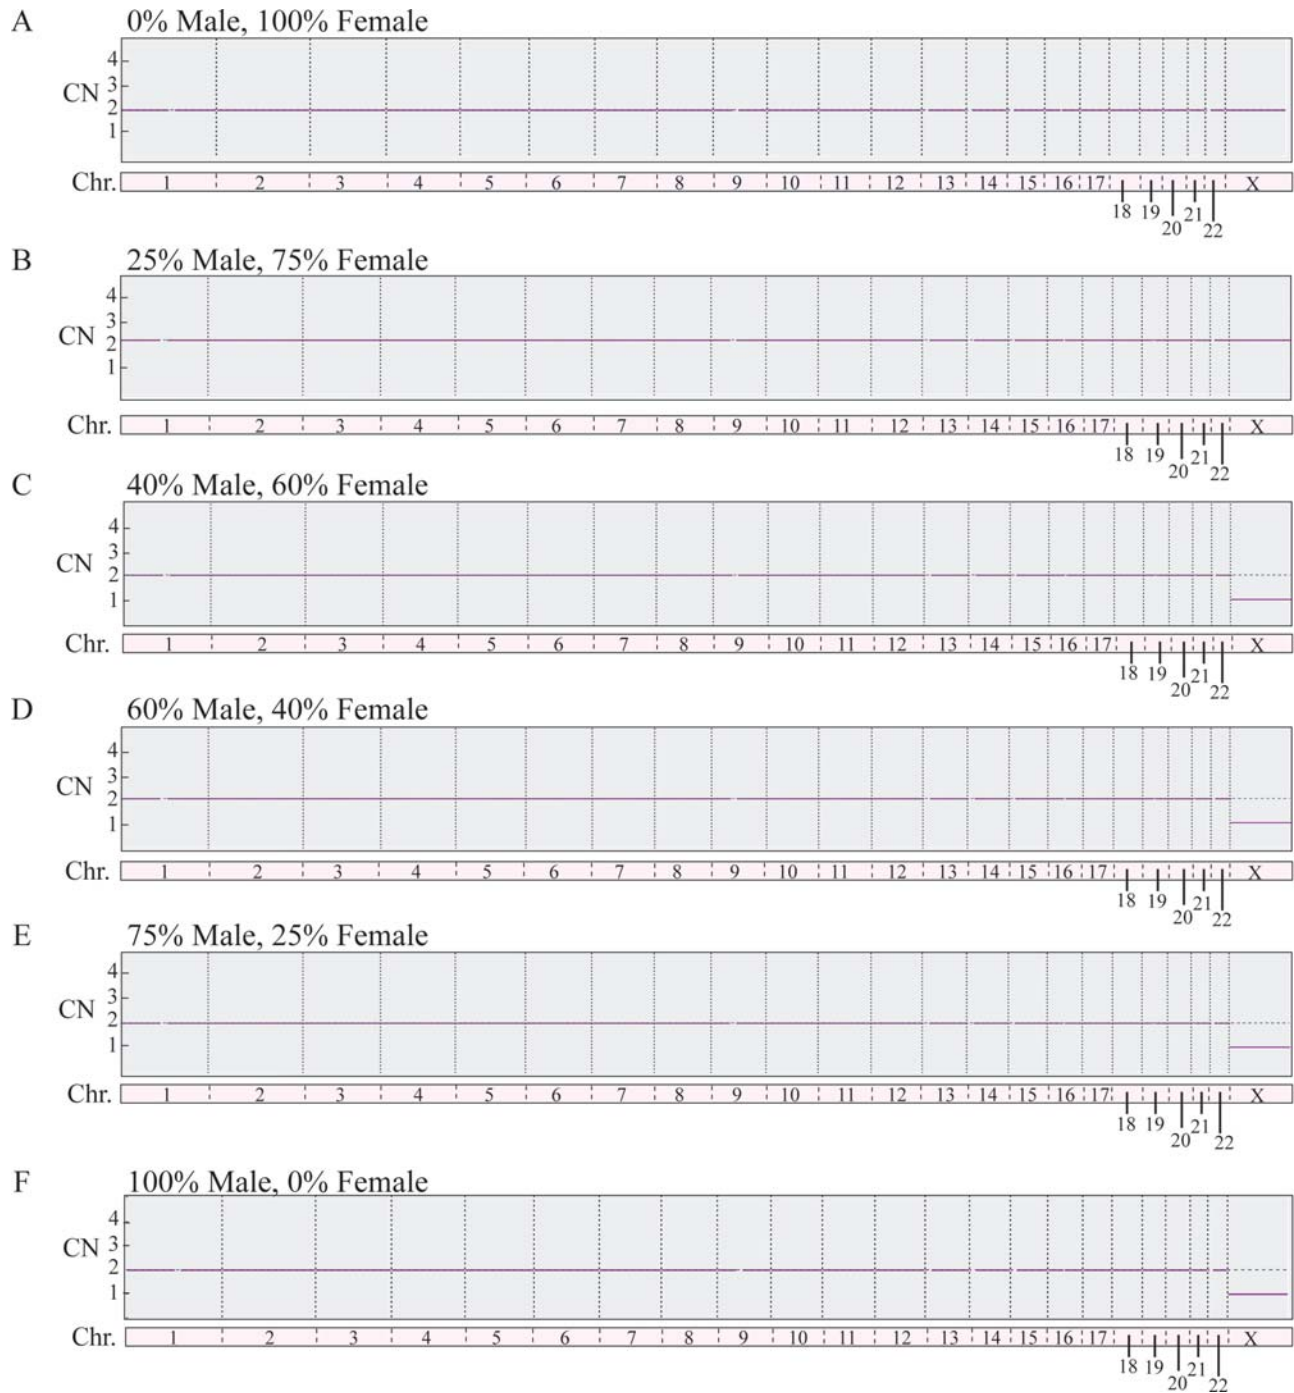 A 0% Male, 100% Female
4
3
CN 2
1
Chr. 1 2 3 4 5 6 7 8 9 10 11 12 13 14 15 16 17 X
18 19 20 21 22
B 25% Male, 75% Female
4
3
CN 2
1
Chr. 1 2 3 4 5 6 7 8 9 10 11 12 13 14 15 16 17 X
18 19 20 21 22
C 40% Male, 60% Female
4
3
CN 2
1
Chr. 1 2 3 4 5 6 7 8 9 10 11 12 13 14 15 16 17 X
18 19 20 21 22
D 60% Male, 40% Female
4
3
CN 2
1
Chr. 1 2 3 4 5 6 7 8 9 10 11 12 13 14 15 16 17 X
18 19 20 21 22
E 75% Male, 25% Female
4
3
CN 2
1
Chr. 1 2 3 4 5 6 7 8 9 10 11 12 13 14 15 16 17 X
18 19 20 21 22
F 100% Male, 0% Female
4
CN 3
2
1
Chr. 1 2 3 4 5 6 7 8 9 10 11 12 13 14 15 16 17 X
18 19 20 21 22